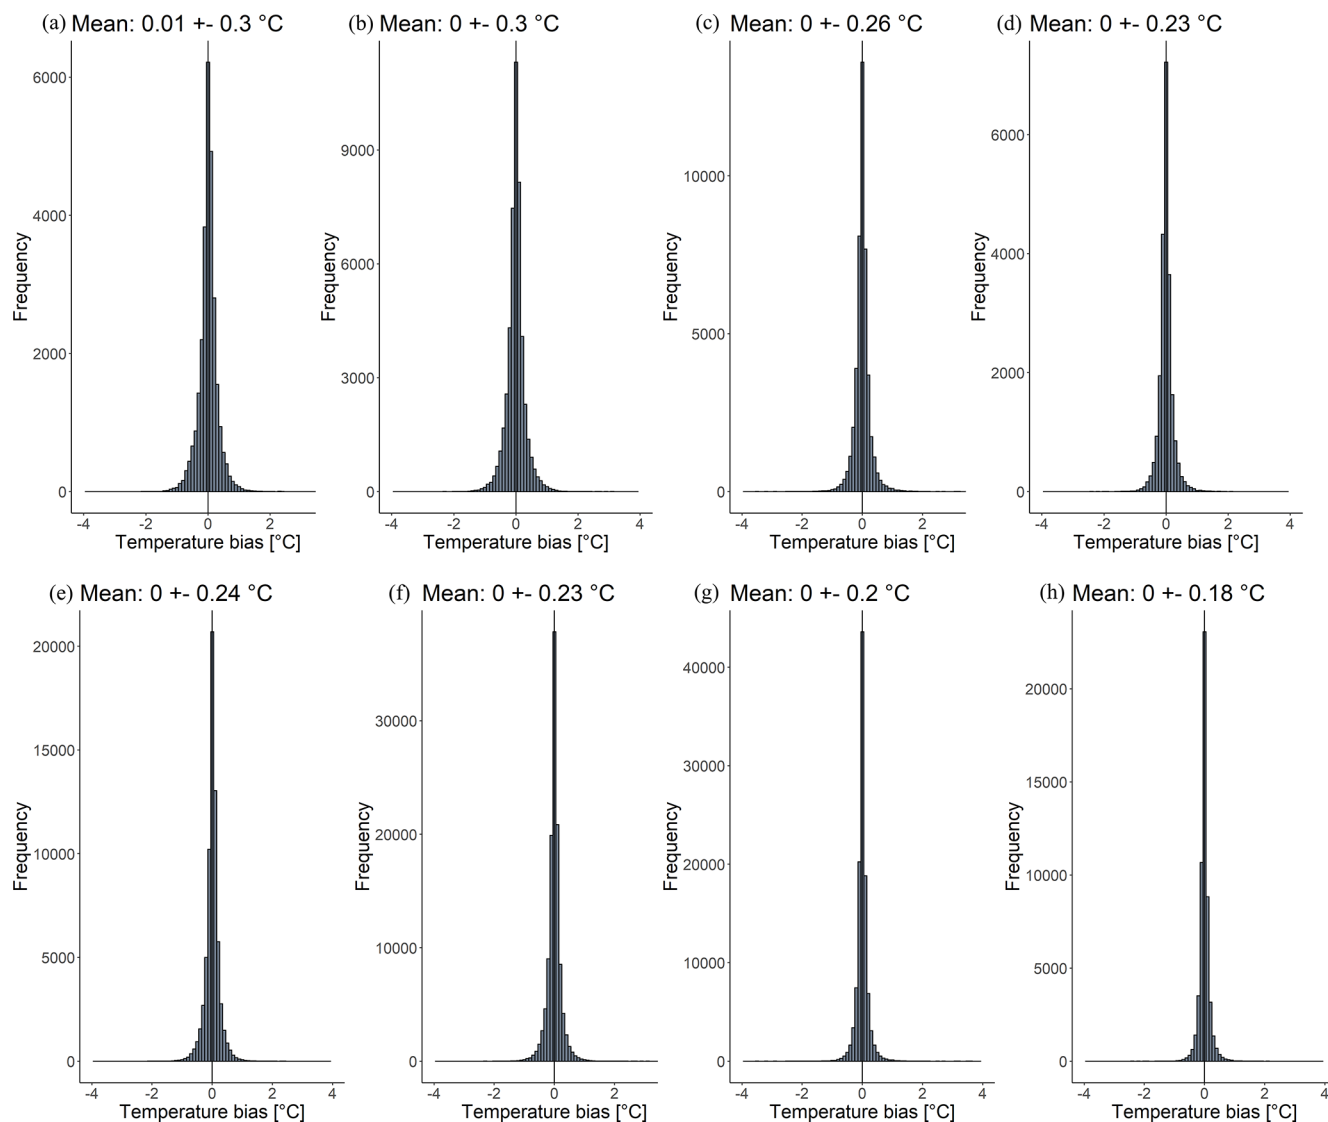 (a) Mean: 0.01 +- 0.3 °C
(b) Mean: 0 +- 0.3 °C
(c) Mean: 0 +- 0.26 °C
(d) Mean: 0 +- 0.23 °C
6000
4000
2000
0
Frequency
-4 -2 0 2
Temperature bias [°C]
9000
6000
3000
0
Frequency
-4 -2 0 2 4
Temperature bias [°C]
10000
5000
0
Frequency
-4 -2 0 2
Temperature bias [°C]
6000
4000
2000
0
Frequency
-4 -2 0 2 4
Temperature bias [°C]
(e) Mean: 0 +- 0.24 °C
(f) Mean: 0 +- 0.23 °C
(g) Mean: 0 +- 0.2 °C
(h) Mean: 0 +- 0.18 °C
20000
15000
10000
5000
0
Frequency
-4 -2 0 2 4
Temperature bias [°C]
30000
20000
10000
0
Frequency
-4 -2 0 2
Temperature bias [°C]
40000
30000
20000
10000
0
Frequency
-4 -2 0 2 4
Temperature bias [°C]
20000
15000
10000
5000
0
Frequency
-4 -2 0 2 4
Temperature bias [°C]